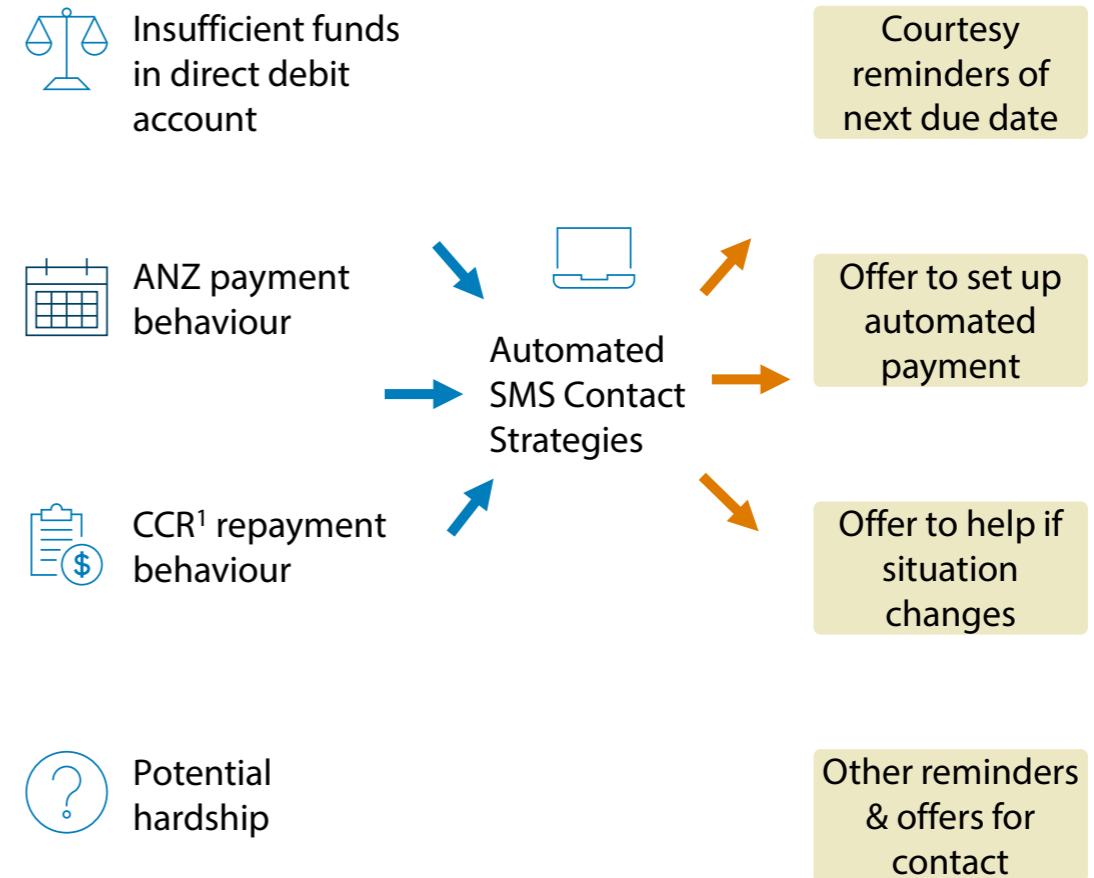 Insufficient funds
in direct debit
account
Courtesy
reminders of
next due date
ANZ payment
behaviour
Offer to set up
automated
payment
Automated
SMS Contact
Strategies
CCR¹ repayment
behaviour
$
Offer to help if
situation
changes
?
Potential
hardship
Other reminders
& offers for
contact